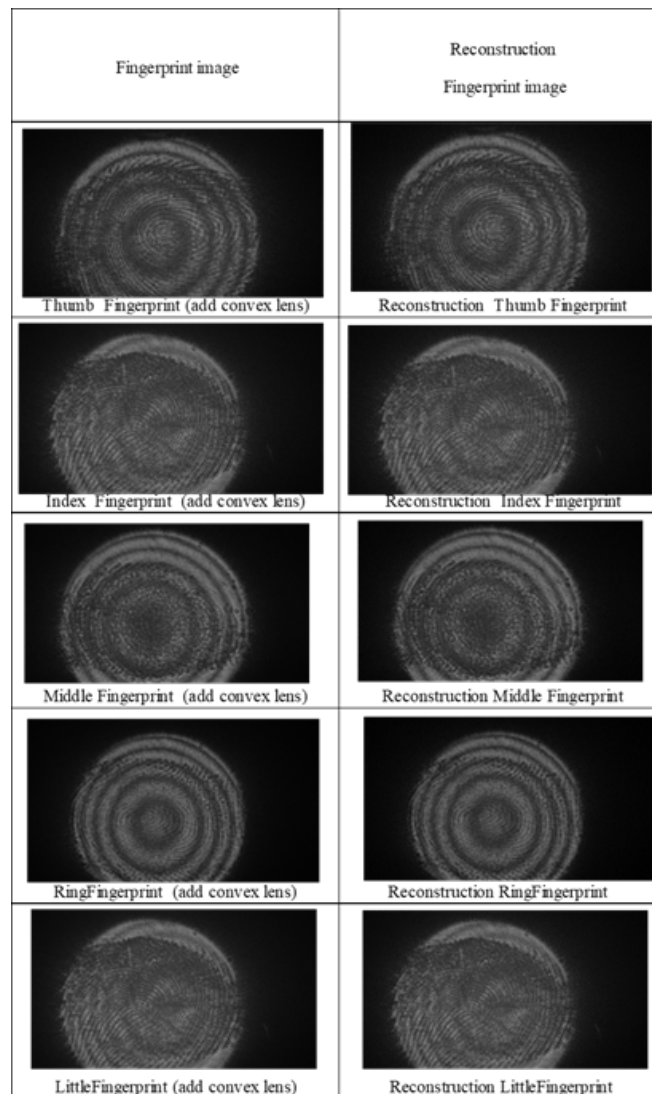 Fingerprint image
Reconstruction
Fingerprint image
Thumb Fingerprint (add convex lens)
Reconstruction Thumb Fingerprint
Index Fingerprint (add convex lens)
Reconstruction Index Fingerprint
Middle Fingerprint (add convex lens)
Reconstruction Middle Fingerprint
RingFingerprint (add convex lens)
Reconstruction RingFingerprint
LittleFingerprint (add convex lens)
Reconstruction LittleFingerprint